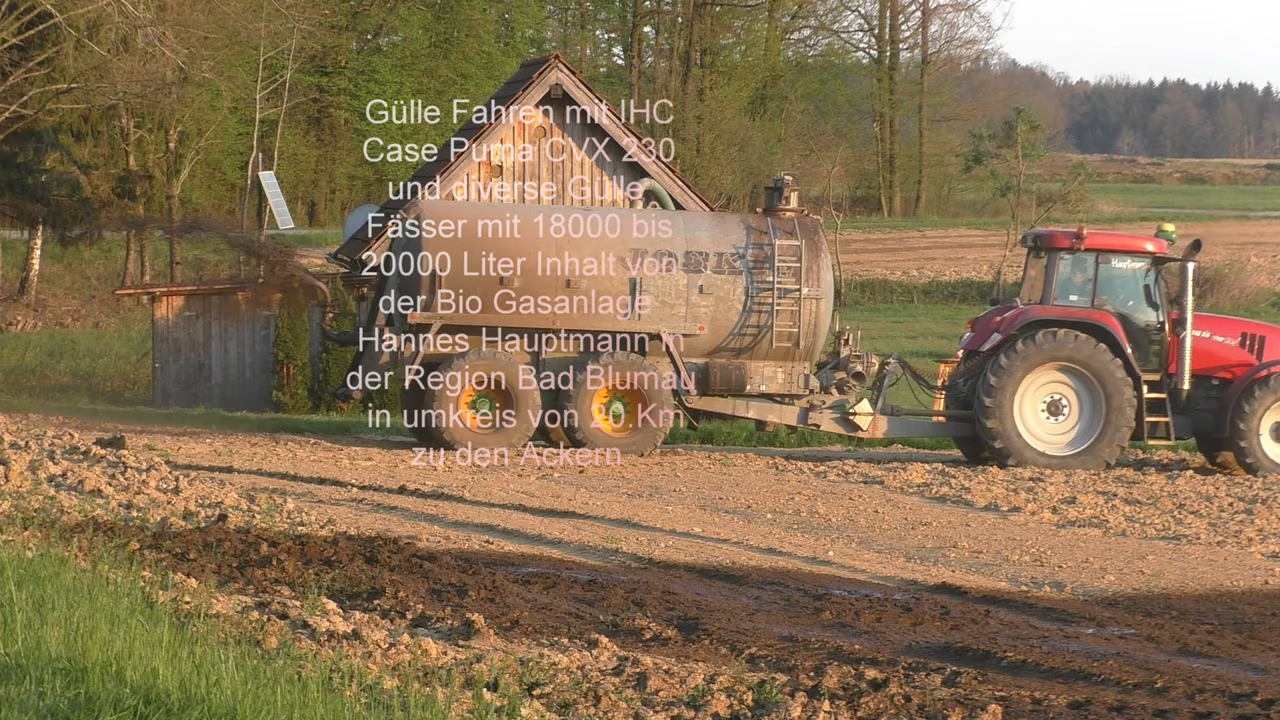 Gülle Fahren mit IHC
Case Puma CVX 230
und diverse Gülle
Fässer mit 18000 bis
20000 Liter Inhalt von
der Bio Gasanlage
Hannes Hauptmann in
der Region Bad Blumau
in umkreis von 20 Km
zu den Äckern
Hauptmann